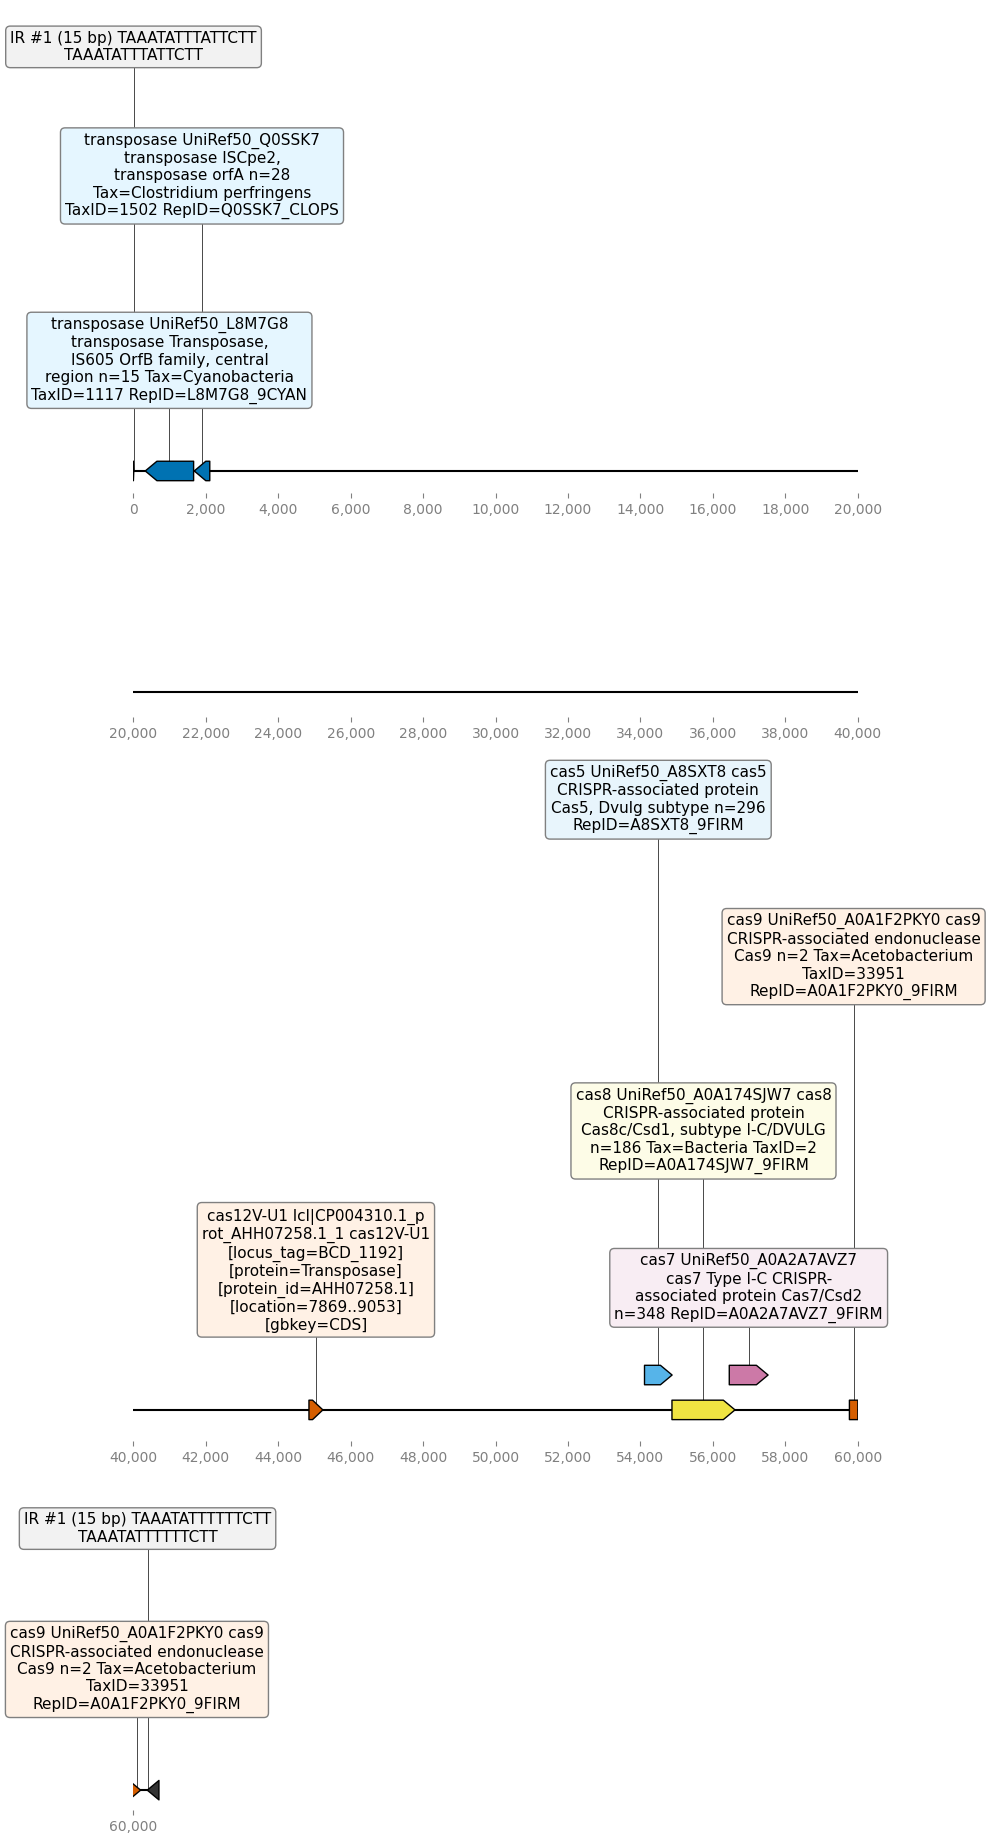 IR #1 (15 bp) TAAATATTTATTCTT
TAAATATTTATTCTT
transposase UniRef50_Q0SSK7
transposase ISCpe2,
transposase orfA n=28
Tax=Clostridium perfringens
TaxID=1502 RepID=Q0SSK7_CLOPS
transposase UniRef50_L8M7G8
transposase Transposase,
IS605 OrfB family, central
region n=15 Tax=Cyanobacteria
TaxID=1117 RepID=L8M7G8_9CYAN
0 2,000 4,000 6,000 8,000 10,000 12,000 14,000 16,000 18,000 20,000
20,000 22,000 24,000 26,000 28,000 30,000 32,000 34,000 36,000 38,000 40,000
cas5 UniRef50_A8SXT8 cas5
CRISPR-associated protein
Cas5, Dvulg subtype n=296
RepID=A8SXT8_9FIRM
cas9 UniRef50_A0A1F2PKY0 cas9
CRISPR-associated endonuclease
Cas9 n=2 Tax=Acetobacterium
TaxID=33951
RepID=A0A1F2PKY0_9FIRM
cas8 UniRef50_A0A174SJW7 cas8
CRISPR-associated protein
Cas8c/Csd1, subtype I-C/DVULG
n=186 Tax=Bacteria TaxID=2
RepID=A0A174SJW7_9FIRM
cas12V-U1 lcl|CP004310.1_p
rot_AHH07258.1_1 cas12V-U1
[locus_tag=BCD_1192]
[protein=Transposase]
[protein_id=AHH07258.1]
[location=7869..9053]
[gbkey=CDS]
cas7 UniRef50_A0A2A7AVZ7
cas7 Type I-C CRISPR-
associated protein Cas7/Csd2
n=348 RepID=A0A2A7AVZ7_9FIRM
40,000 42,000 44,000 46,000 48,000 50,000 52,000 54,000 56,000 58,000 60,000
IR #1 (15 bp) TAAATATTTTTTCTT
TAAATATTTTTTCTT
cas9 UniRef50_A0A1F2PKY0 cas9
CRISPR-associated endonuclease
Cas9 n=2 Tax=Acetobacterium
TaxID=33951
RepID=A0A1F2PKY0_9FIRM
60,000